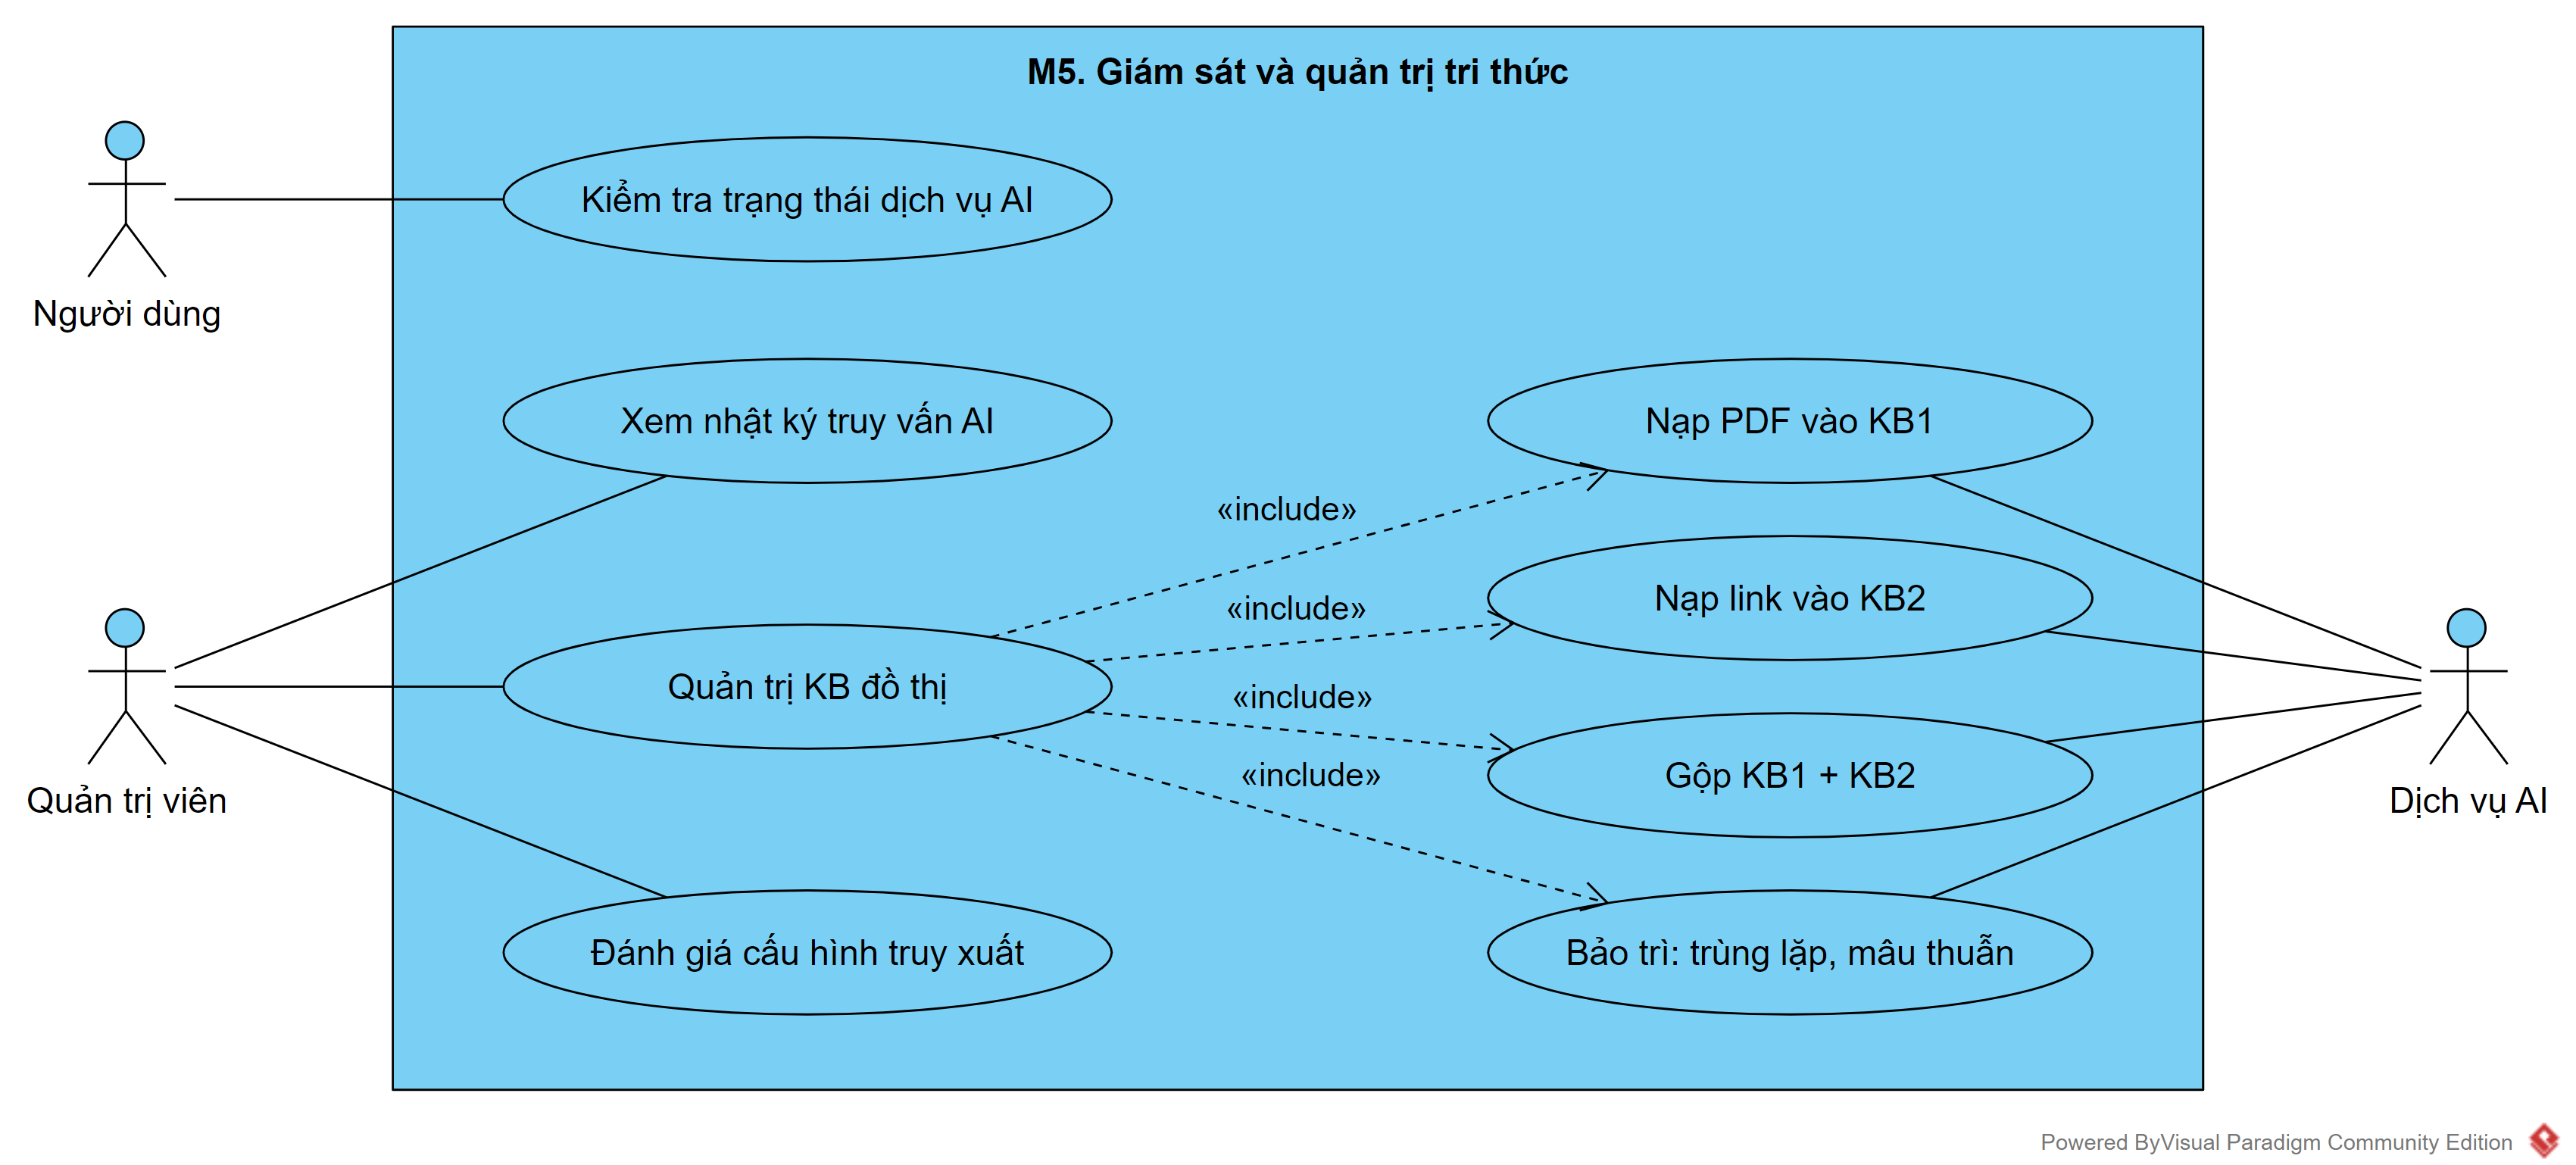 M5. Giám sát và quản trị tri thức
Kiểm tra trạng thái dịch vụ AI
Người dùng
Xem nhật ký truy vấn AI
Nạp PDF vào KB1
«include»
Nạp link vào KB2
«include»
Quản trị KB đồ thị
«include»
Gộp KB1 + KB2
«include»
Quản trị viên
Dịch vụ AI
Đánh giá cấu hình truy xuất
Bảo trì: trùng lặp, mâu thuẫn
Powered ByVisual Paradigm Community Edition